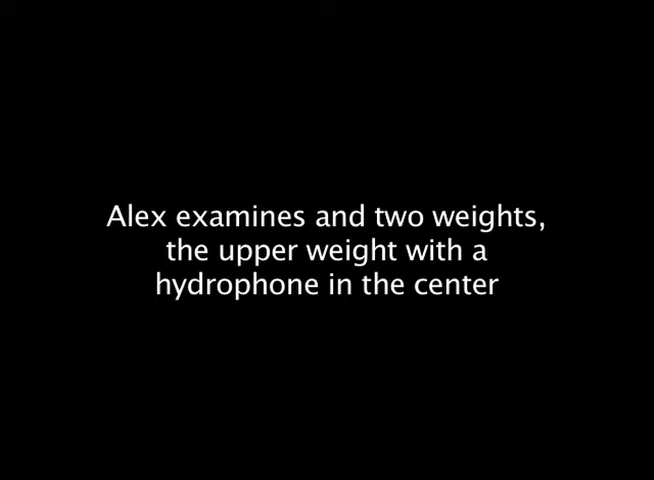 Alex examines and two weights,
the upper weight with a
hydrophone in the center